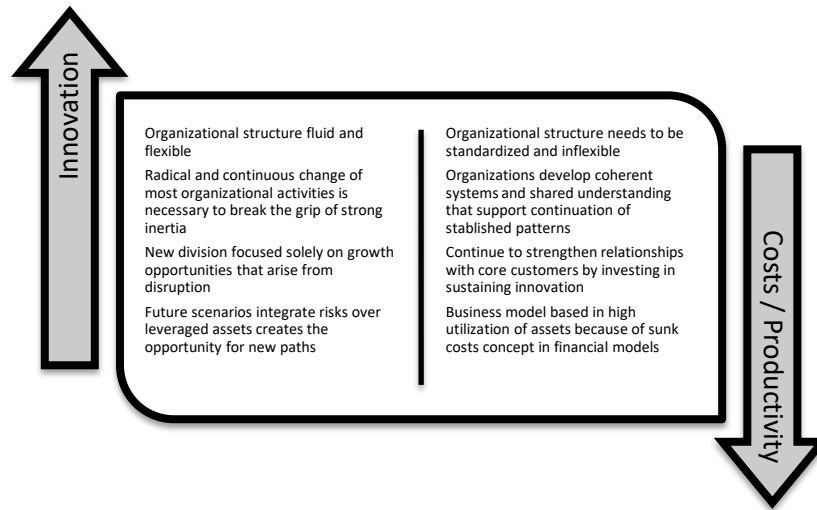 Innovation
Organizational structure fluid and
flexible
Radical and continuous change of
most organizational activities is
necessary to break the grip of strong
inertia
New division focused solely on growth
opportunities that arise from
disruption
Future scenarios integrate risks over
leveraged assets creates the
opportunity for new paths
Organizational structure needs to be
standardized and inflexible
Organizations develop coherent
systems and shared understanding
that support continuation of
stablished patterns
Continue to strengthen relationships
with core customers by investing in
sustaining innovation
Business model based in high
utilization of assets because of sunk
costs concept in financial models
Costs / Productivity